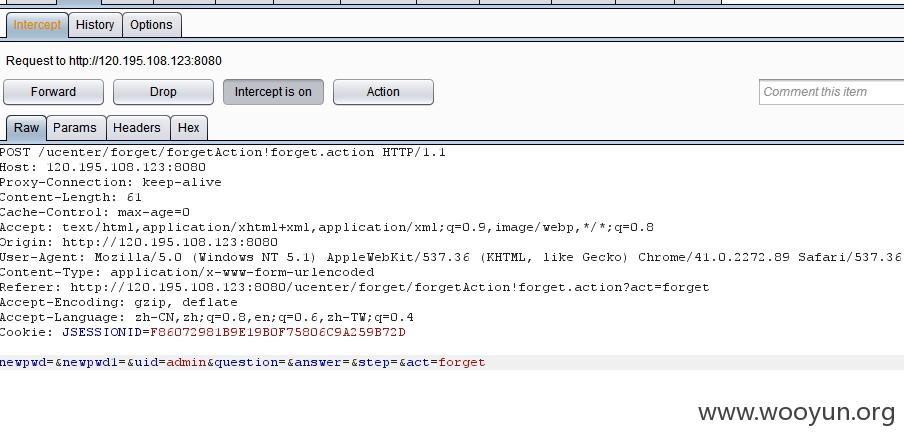 Intercept History Options
Request to http://120.195.108.123:8080
Forward Drop Intercept is on Action Comment this item
Raw Params Headers Hex
POST /ucenter/forget/forgetAction!forget.action HTTP/1.1
Host: 120.195.108.123:8080
Proxy-Connection: keep-alive
Content-Length: 61
Cache-Control: max-age=0
Accept: text/html,application/xhtml+xml,application/xml;q=0.9,image/webp,*/*;q=0.8
Origin: http://120.195.108.123:8080
User-Agent: Mozilla/5.0 (Windows NT 5.1) AppleWebKit/537.36 (KHTML, like Gecko) Chrome/41.0.2272.89 Safari/537.36
Content-Type: application/x-www-form-urlencoded
Referer: http://120.195.108.123:8080/ucenter/forget/forgetAction!forget.action?act=forget
Accept-Encoding: gzip, deflate
Accept-Language: zh-CN,zh;q=0.8,en;q=0.6,zh-TW;q=0.4
Cookie: JSESSIONID=F86072981B9E19B0F75806C9A259B72D
newpwd=&newpwd1=&uid=admin&question=&answer=&step=&act=forget
www.wooyun.org